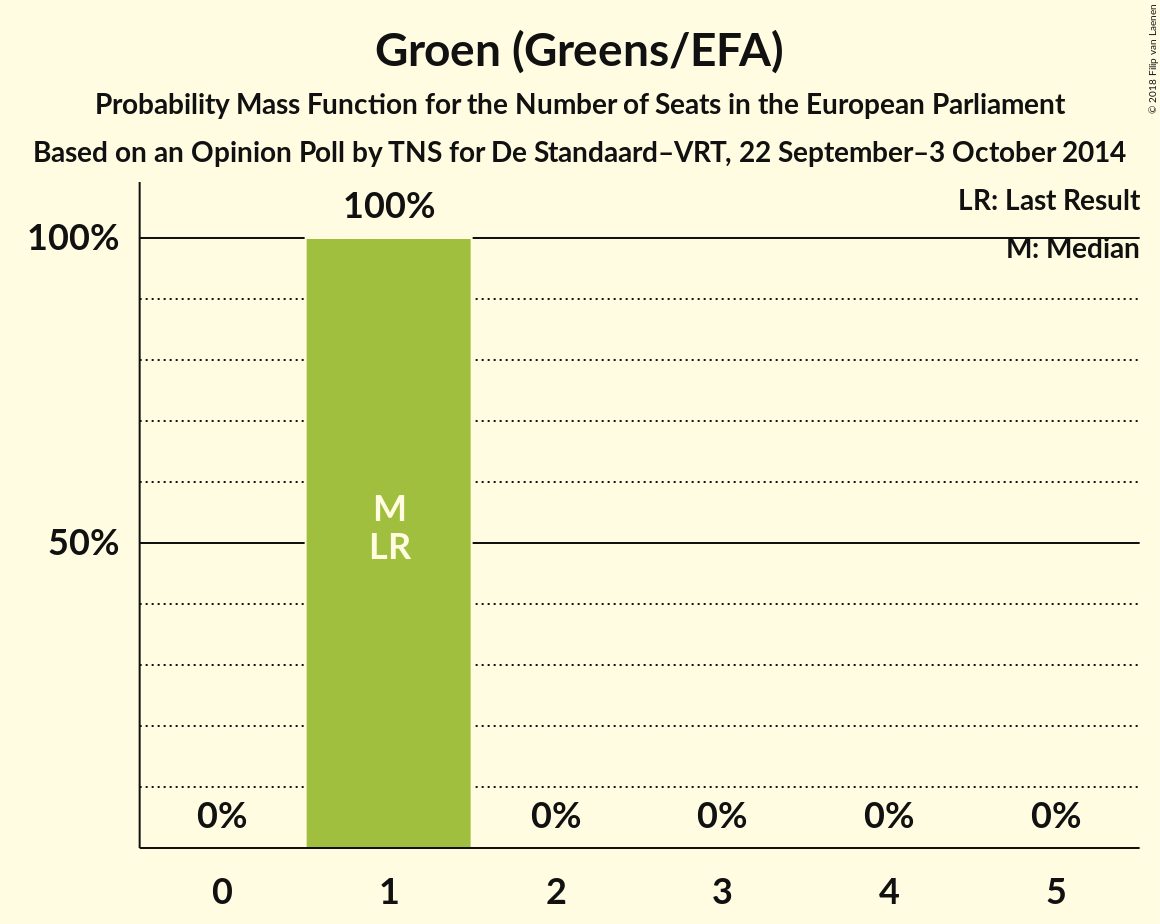 Groen (Greens/EFA)
Probability Mass Function for the Number of Seats in the European Parliament
Based on an Opinion Poll by TNS for De Standaard–VRT, 22 September–3 October 2014
© 2018 Filip van Laenen
LR: Last Result
M: Median
100%
100%
50%
M
LR
0%
0%
0%
0%
0%
0
1
2
3
4
5